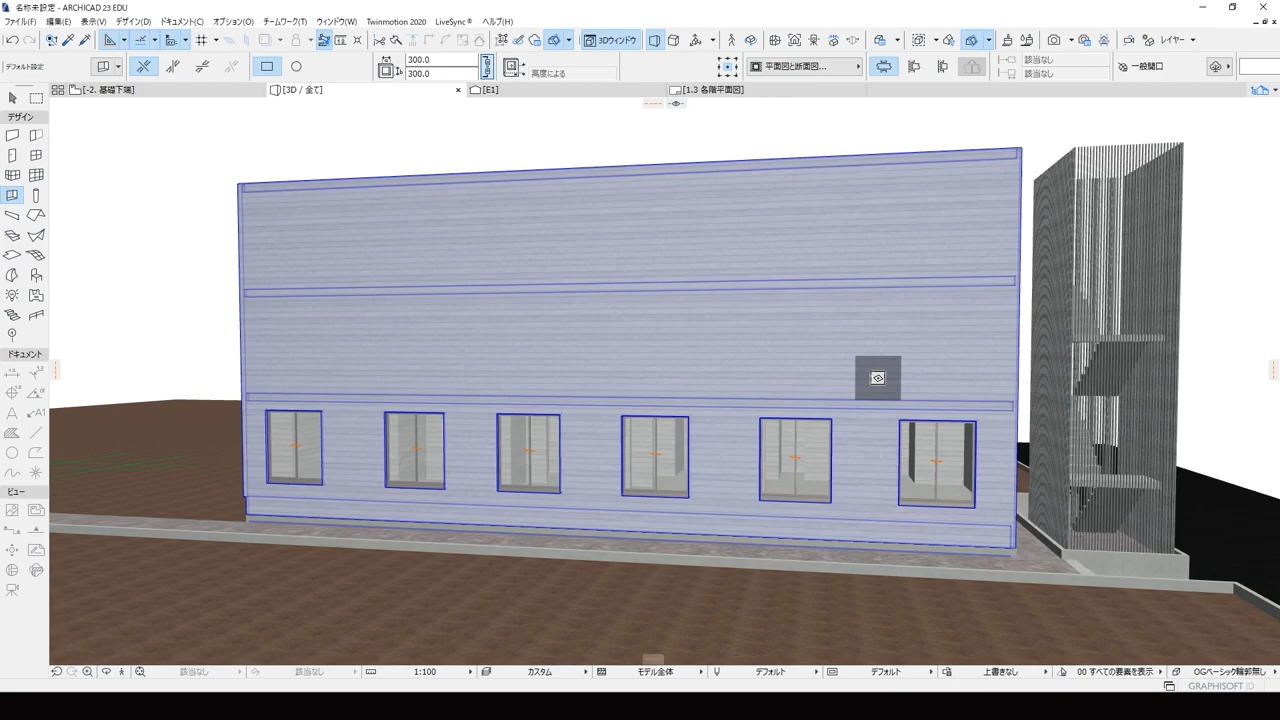 名称未設定 - ARCHICAD 23 EDU
ファイル(F) 編集(E) 表示(V) デザイン(D) ドキュメント(C) オプション(O) チームワーク(T) ウィンドウ(W) Twinmotion 2020 LiveSync® ヘルプ(H)
3Dウィンドウ レイヤー
デフォルト設定
300.0
300.0
高度による
平面図と断面図...
該当なし
該当なし
一般開口
[-2. 基礎下端] [3D / 全て] [E1] [1.3 各階平面図]
デザイン
ドキュメント
ビュー
該当なし 該当なし 1:100 カスタム モデル全体 デフォルト デフォルト 上書きなし 00 すべての要素を表示 OGベーシック輪郭無し
GRAPHISOFT ID